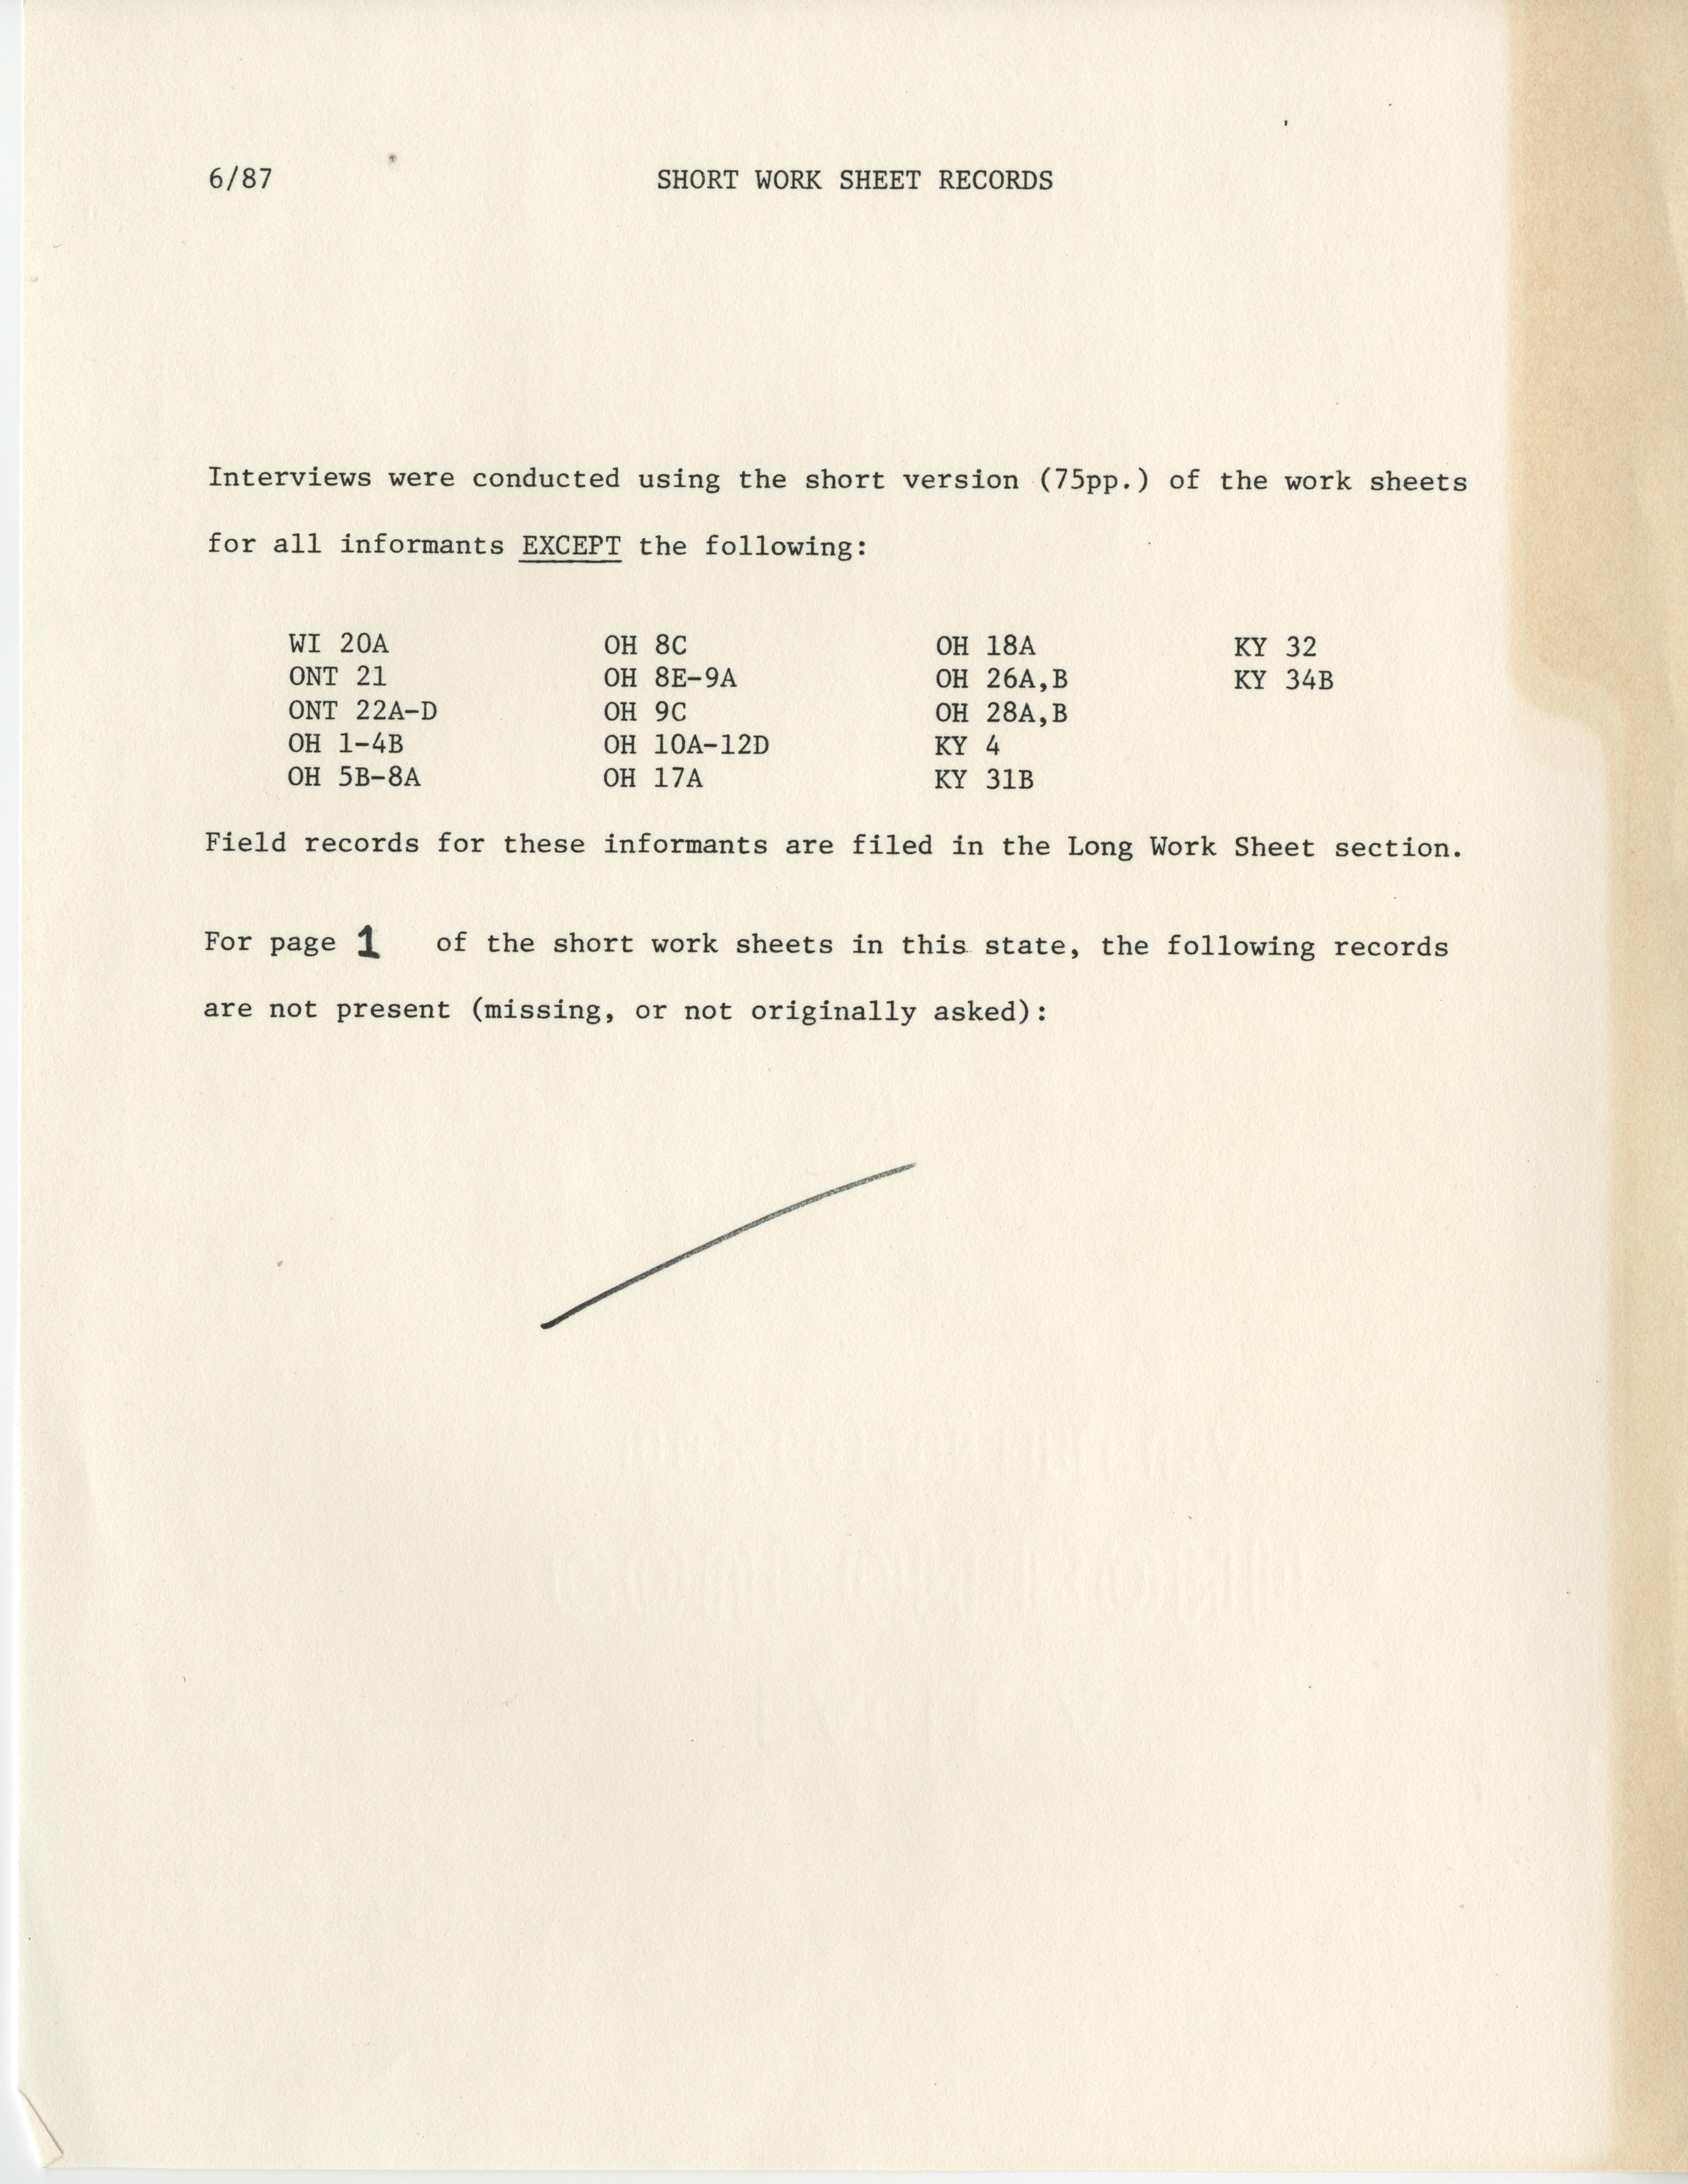 6/87 SHORT WORK SHEET RECORDS
Interviews were conducted using the short version (75pp.) of the work sheets
for all informants EXCEPT the following:
WI 20A OH 8C OH 18A KY 32
ONT 21 OH 8E-9A OH 26A,B KY 34B
ONT 22A-D OH 9C OH 28A,B
OH 1-4B OH 10A-12D KY 4
OH 5B-8A OH 17A KY 31B
Field records for these informants are filed in the Long Work Sheet section.
For page 1 of the short work sheets in this state, the following records
are not present (missing, or not originally asked):